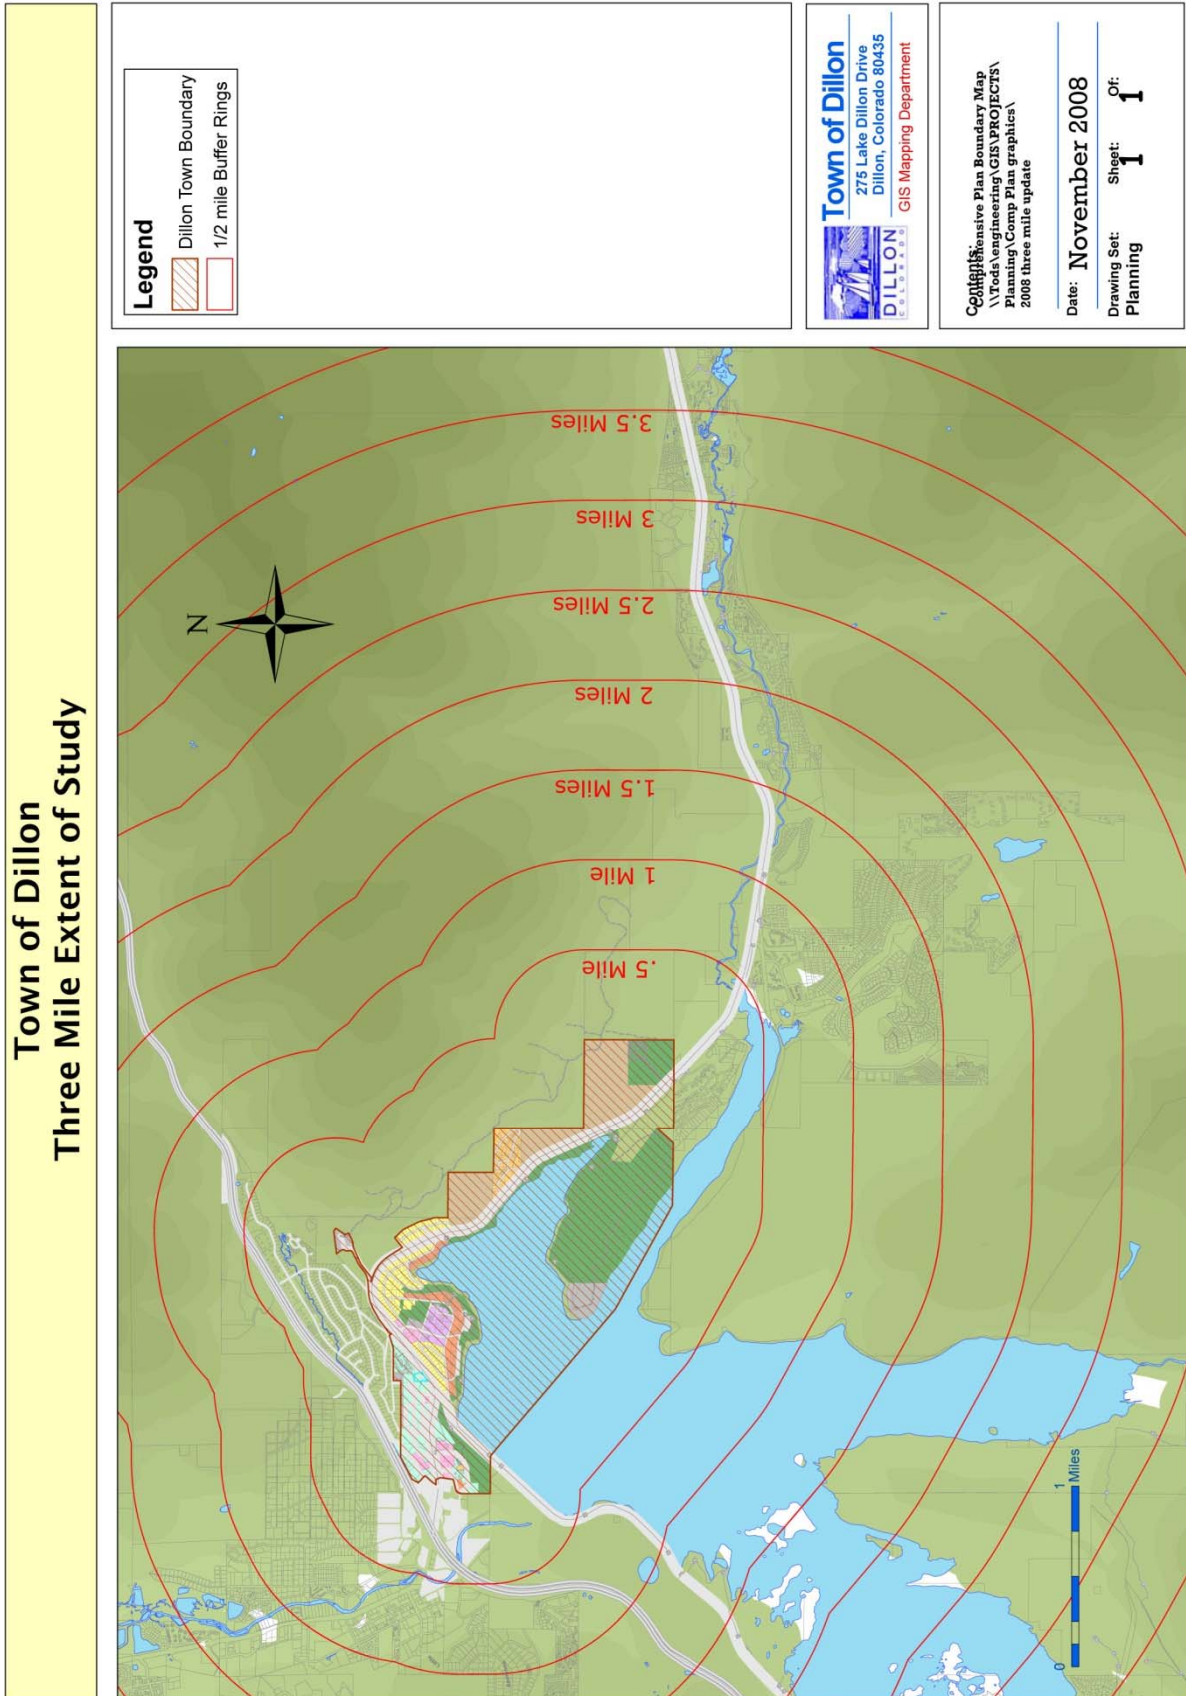 Town of Dillon
Three Mile Extent of Study
Legend
Dillon Town Boundary
1/2 mile Buffer Rings
N
3.5 Miles
3 Miles
2.5 Miles
2 Miles
1.5 Miles
1 Mile
.5 Mile
0
1
Miles
DILLON
COLORADO
Town of Dillon
275 Lake Dillon Drive
Dillon, Colorado 80435
GIS Mapping Department
Contents:
Comprehensive Plan Boundary Map
\\Tods\engineering\GIS\PROJECTS\
Planning\Comp Plan graphics\
2008 three mile update
Date: November 2008
Drawing Set: Sheet: Of:
Planning 1 1